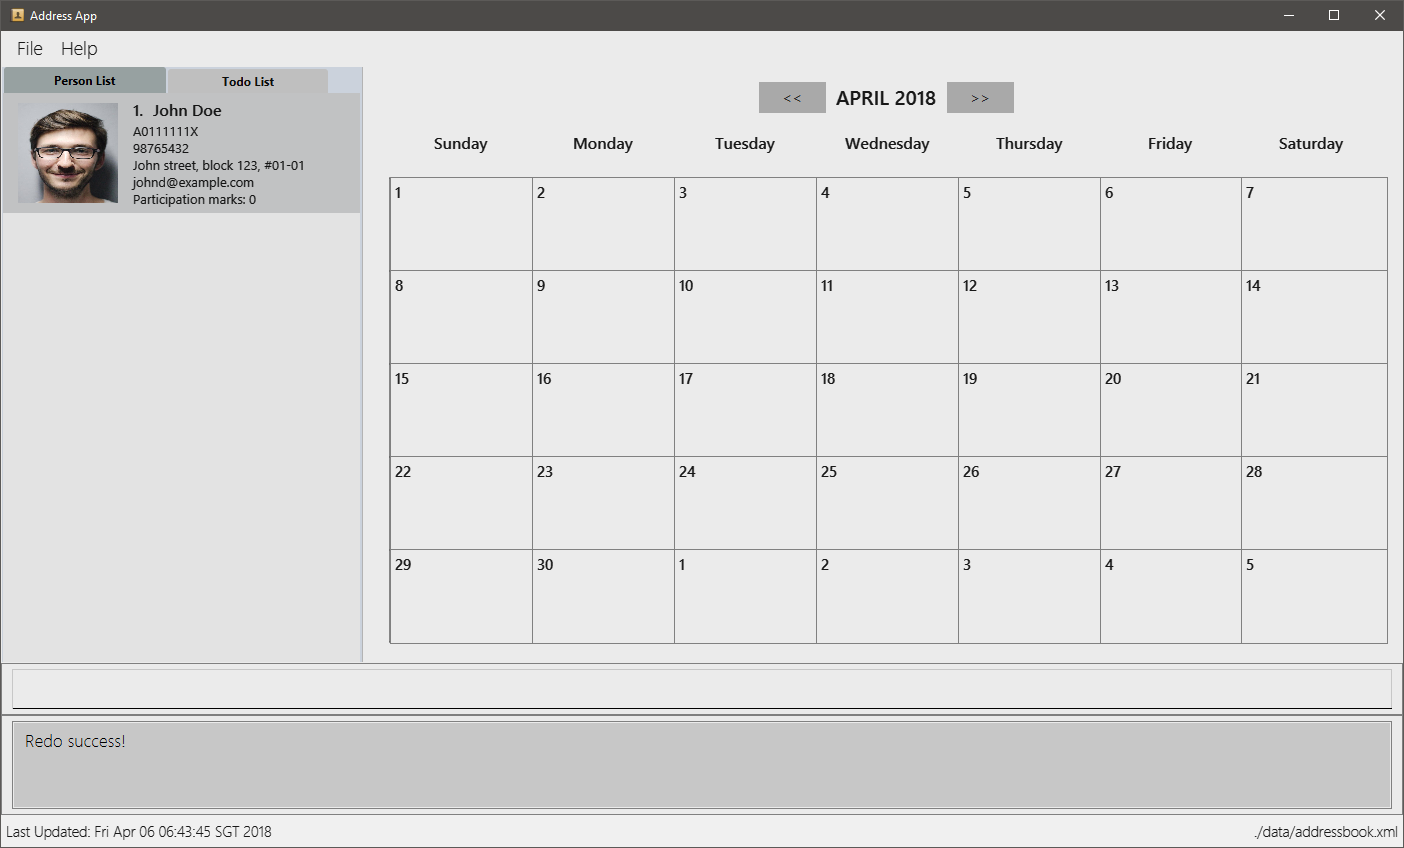 Address App
File Help
Person List Todo List
1. John Doe
A0111111X
98765432
John street, block 123, #01-01
johnd@example.com
Participation marks: 0
<< APRIL 2018 >>
Sunday Monday Tuesday Wednesday Thursday Friday Saturday
1 2 3 4 5 6 7
8 9 10 11 12 13 14
15 16 17 18 19 20 21
22 23 24 25 26 27 28
29 30 1 2 3 4 5
Redo success!
Last Updated: Fri Apr 06 06:43:45 SGT 2018 ./data/addressbook.xml